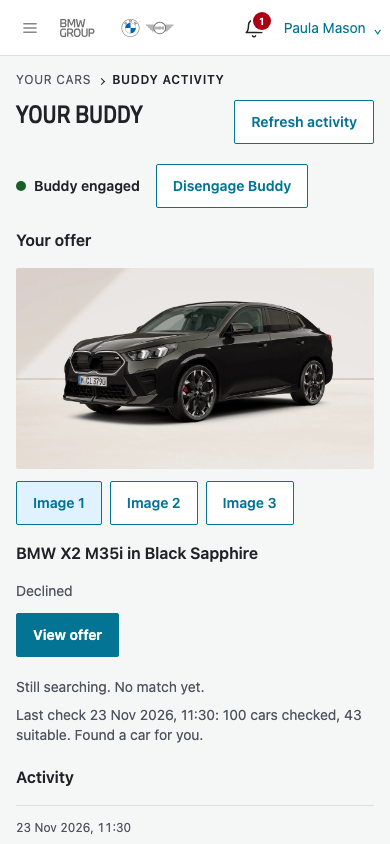 BMW
GROUP
1
Paula Mason
YOUR CARS > BUDDY ACTIVITY
YOUR BUDDY
Refresh activity
Buddy engaged
Disengage Buddy
Your offer
Image 1
Image 2
Image 3
BMW X2 M35i in Black Sapphire
Declined
View offer
Still searching. No match yet.
Last check 23 Nov 2026, 11:30: 100 cars checked, 43
suitable. Found a car for you.
Activity
23 Nov 2026, 11:30